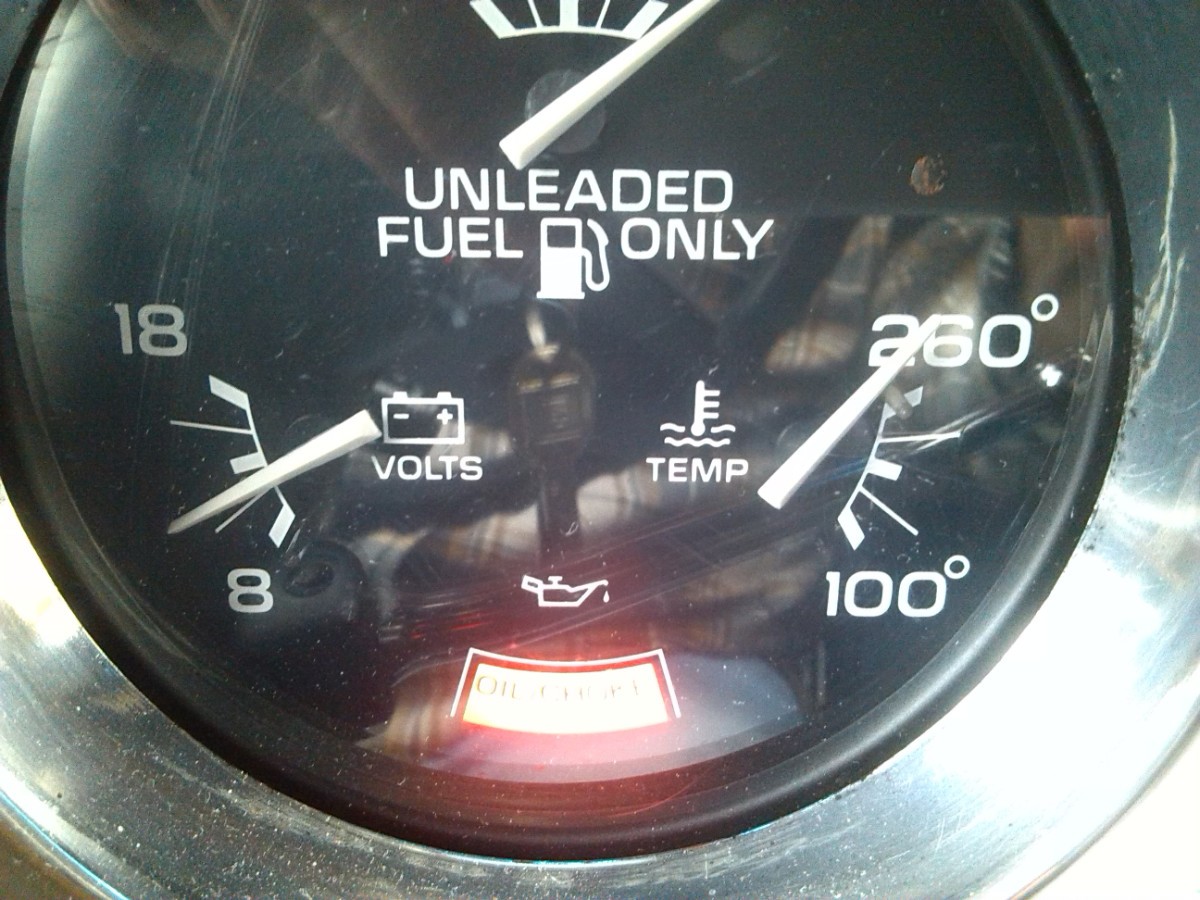 UNLEADED
FUEL ONLY
18
260°
VOLTS
TEMP
8
100°
OIL/CHOKE